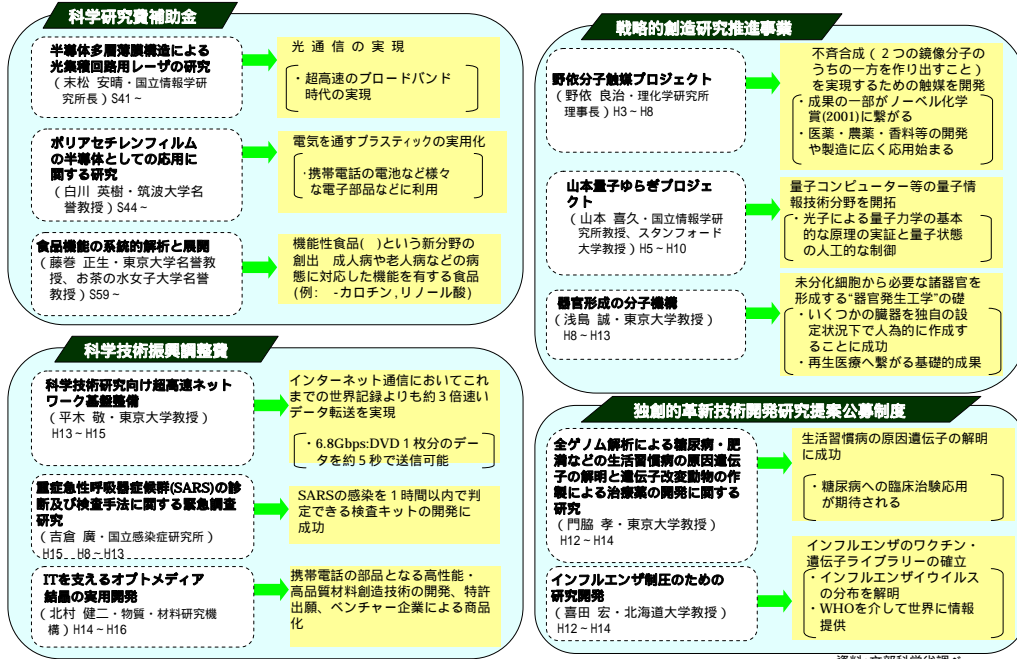 科学研究費補助金
半導体多層薄膜構造による
光集積回路用レーザの研究
(末松 安晴・国立情報学研
究所長)S41~
光通信の実現
・超高速のブロードバンド
時代の実現
ポリアセチレンフィルム
の半導体としての応用に
関する研究
(白川 英樹・筑波大学名
誉教授)S44~
電気を通すプラスティックの実用化
・携帯電話の電池など様々
な電子部品などに利用
食品機能の系統的解析と展開
(藤巻 正生・東京大学名誉教
授、お茶の水女子大学名誉
教授)S59~
機能性食品( )という新分野の
創出 成人病や老人病などの病
態に対応した機能を有する食品
(例: -カロチン,リノール酸)
科学技術振興調整費
科学技術研究向け超高速ネット
ワーク基盤整備
(平木 敬・東京大学教授)
H13~H15
インターネット通信においてこれ
までの世界記録よりも約3倍速い
データ転送を実現
・6.8Gbps:DVD1枚分のデー
タを約5秒で送信可能
重症急性呼吸器症候群(SARS)の診
断及び検査手法に関する緊急調査
研究
(吉倉 廣・国立感染症研究所)
H15 H8~H13
SARSの感染を1時間以内で判
定できる検査キットの開発に
成功
ITを支えるオプトメディア
結晶の実用開発
(北村 健二・物質・材料研究機
構)H14~H16
携帯電話の部品となる高性能・
高品質材料創造技術の開発、特許
出願、ベンチャー企業による商品
化
戦略的創造研究推進事業
野依分子触媒プロジェクト
(野依 良治・理化学研究所
理事長)H3~H8
不斉合成(2つの鏡像分子の
うちの一方を作り出すこと)
を実現するための触媒を開発
・成果の一部がノーベル化学
賞(2001)に繋がる
・医薬・農薬・香料等の開発
や製造に広く応用始まる
山本量子ゆらぎプロジェ
クト
(山本 喜久・国立情報学研
究所教授、スタンフォード
大学教授)H5~H10
量子コンピューター等の量子情
報技術分野を開拓
・光子による量子力学の基本
的な原理の実証と量子状態
の人工的な制御
器官形成の分子機構
(浅島 誠・東京大学教授)
H8~H13
未分化細胞から必要な諸器官を
形成する“器官発生工学”の礎
・いくつかの臓器を独自の設
定状況下で人為的に作成す
ることに成功
・再生医療へ繋がる基礎的成果
独創的革新技術開発研究提案公募制度
全ゲノム解析による糖尿病・肥
満などの生活習慣病の原因遺伝
子の解明と遺伝子改変動物の作
製による治療薬の開発に関する
研究
(門脇 孝・東京大学教授)
H12~H14
生活習慣病の原因遺伝子の解明
に成功
・糖尿病への臨床治験応用
が期待される
インフルエンザ制圧のための
研究開発
(喜田 宏・北海道大学教授)
H12~H14
インフルエンザのワクチン・
遺伝子ライブラリーの確立
・インフルエンザイウイルス
の分布を解明
・WHOを介して世界に情報
提供
資料:文部科学省調べ